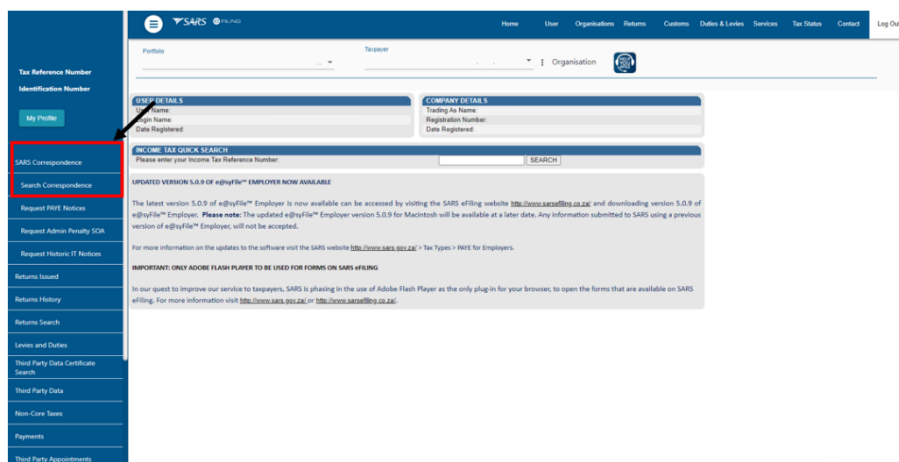 SARS eFILING
Home User Organisations Returns Customs Duties & Levies Services Tax Status Contact Log Out
Portfolio
Taxpayer
Organisation
Tax Reference Number
Identification Number
My Profile
SARS Correspondence
Search Correspondence
Request PAYE Notices
Request Admin Penalty SOA
Request Historic IT Notices
Returns Issued
Returns History
Returns Search
Levies and Duties
Third Party Data Certificate
Search
Third Party Data
Non-Core Taxes
Payments
Third Party Appointments
USER DETAILS
User Name:
Login Name:
Date Registered:
COMPANY DETAILS
Trading As Name:
Registration Number:
Date Registered:
INCOME TAX QUICK SEARCH
Please enter your Income Tax Reference Number: SEARCH
UPDATED VERSION 5.0.9 OF e@syFile™ EMPLOYER NOW AVAILABLE
The latest version 5.0.9 of e@syFile™ Employer is now available can be accessed by visiting the SARS eFiling website http://www.sarsefiling.co.za/ and downloading version 5.0.9 of
e@syFile™ Employer. Please note: The updated e@syFile™ Employer version 5.0.9 for Macintosh will be available at a later date. Any information submitted to SARS using a previous
version of e@syFile™ Employer, will not be accepted.
For more information on the updates to the software visit the SARS website http://www.sars.gov.za/ > Tax Types > PAYE for Employers.
IMPORTANT: ONLY ADOBE FLASH PLAYER TO BE USED FOR FORMS ON SARS eFILING
In our quest to improve our service to taxpayers, SARS is phasing in the use of Adobe Flash Player as the only plug-in for your browser, to open the forms that are available on SARS
eFiling. For more information visit http://www.sars.gov.za/ or http://www.sarsefiling.co.za/.